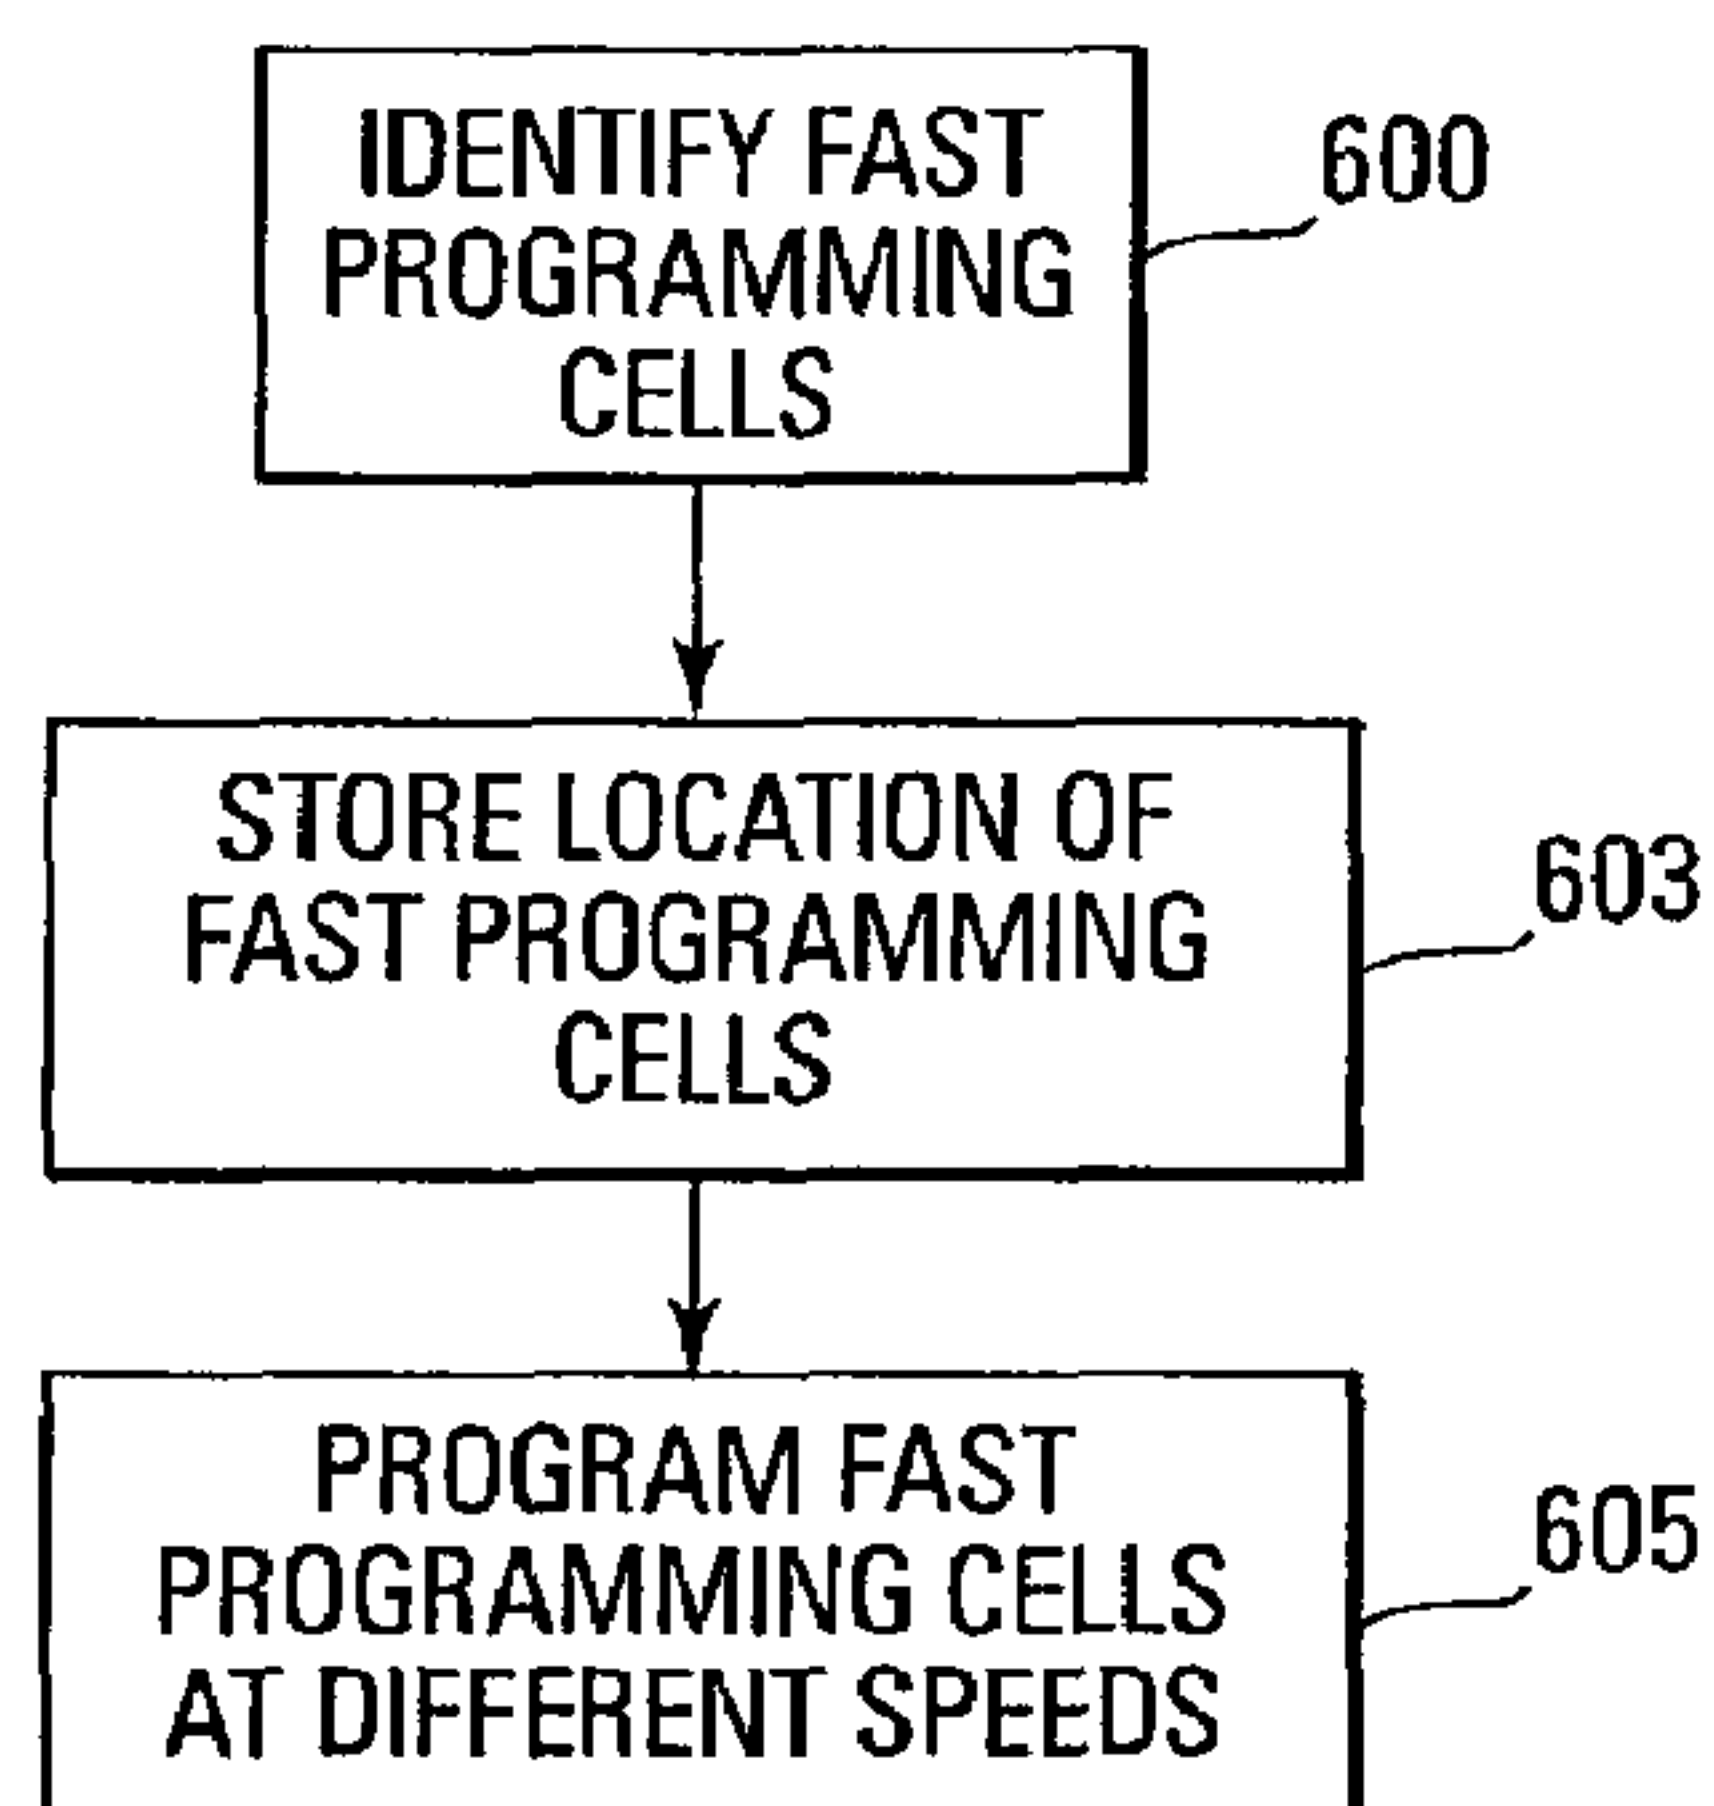 IDENTIFY FAST
PROGRAMMING
CELLS
600
STORE LOCATION OF
FAST PROGRAMMING
CELLS
603
PROGRAM FAST
PROGRAMMING CELLS
AT DIFFERENT SPEEDS
605